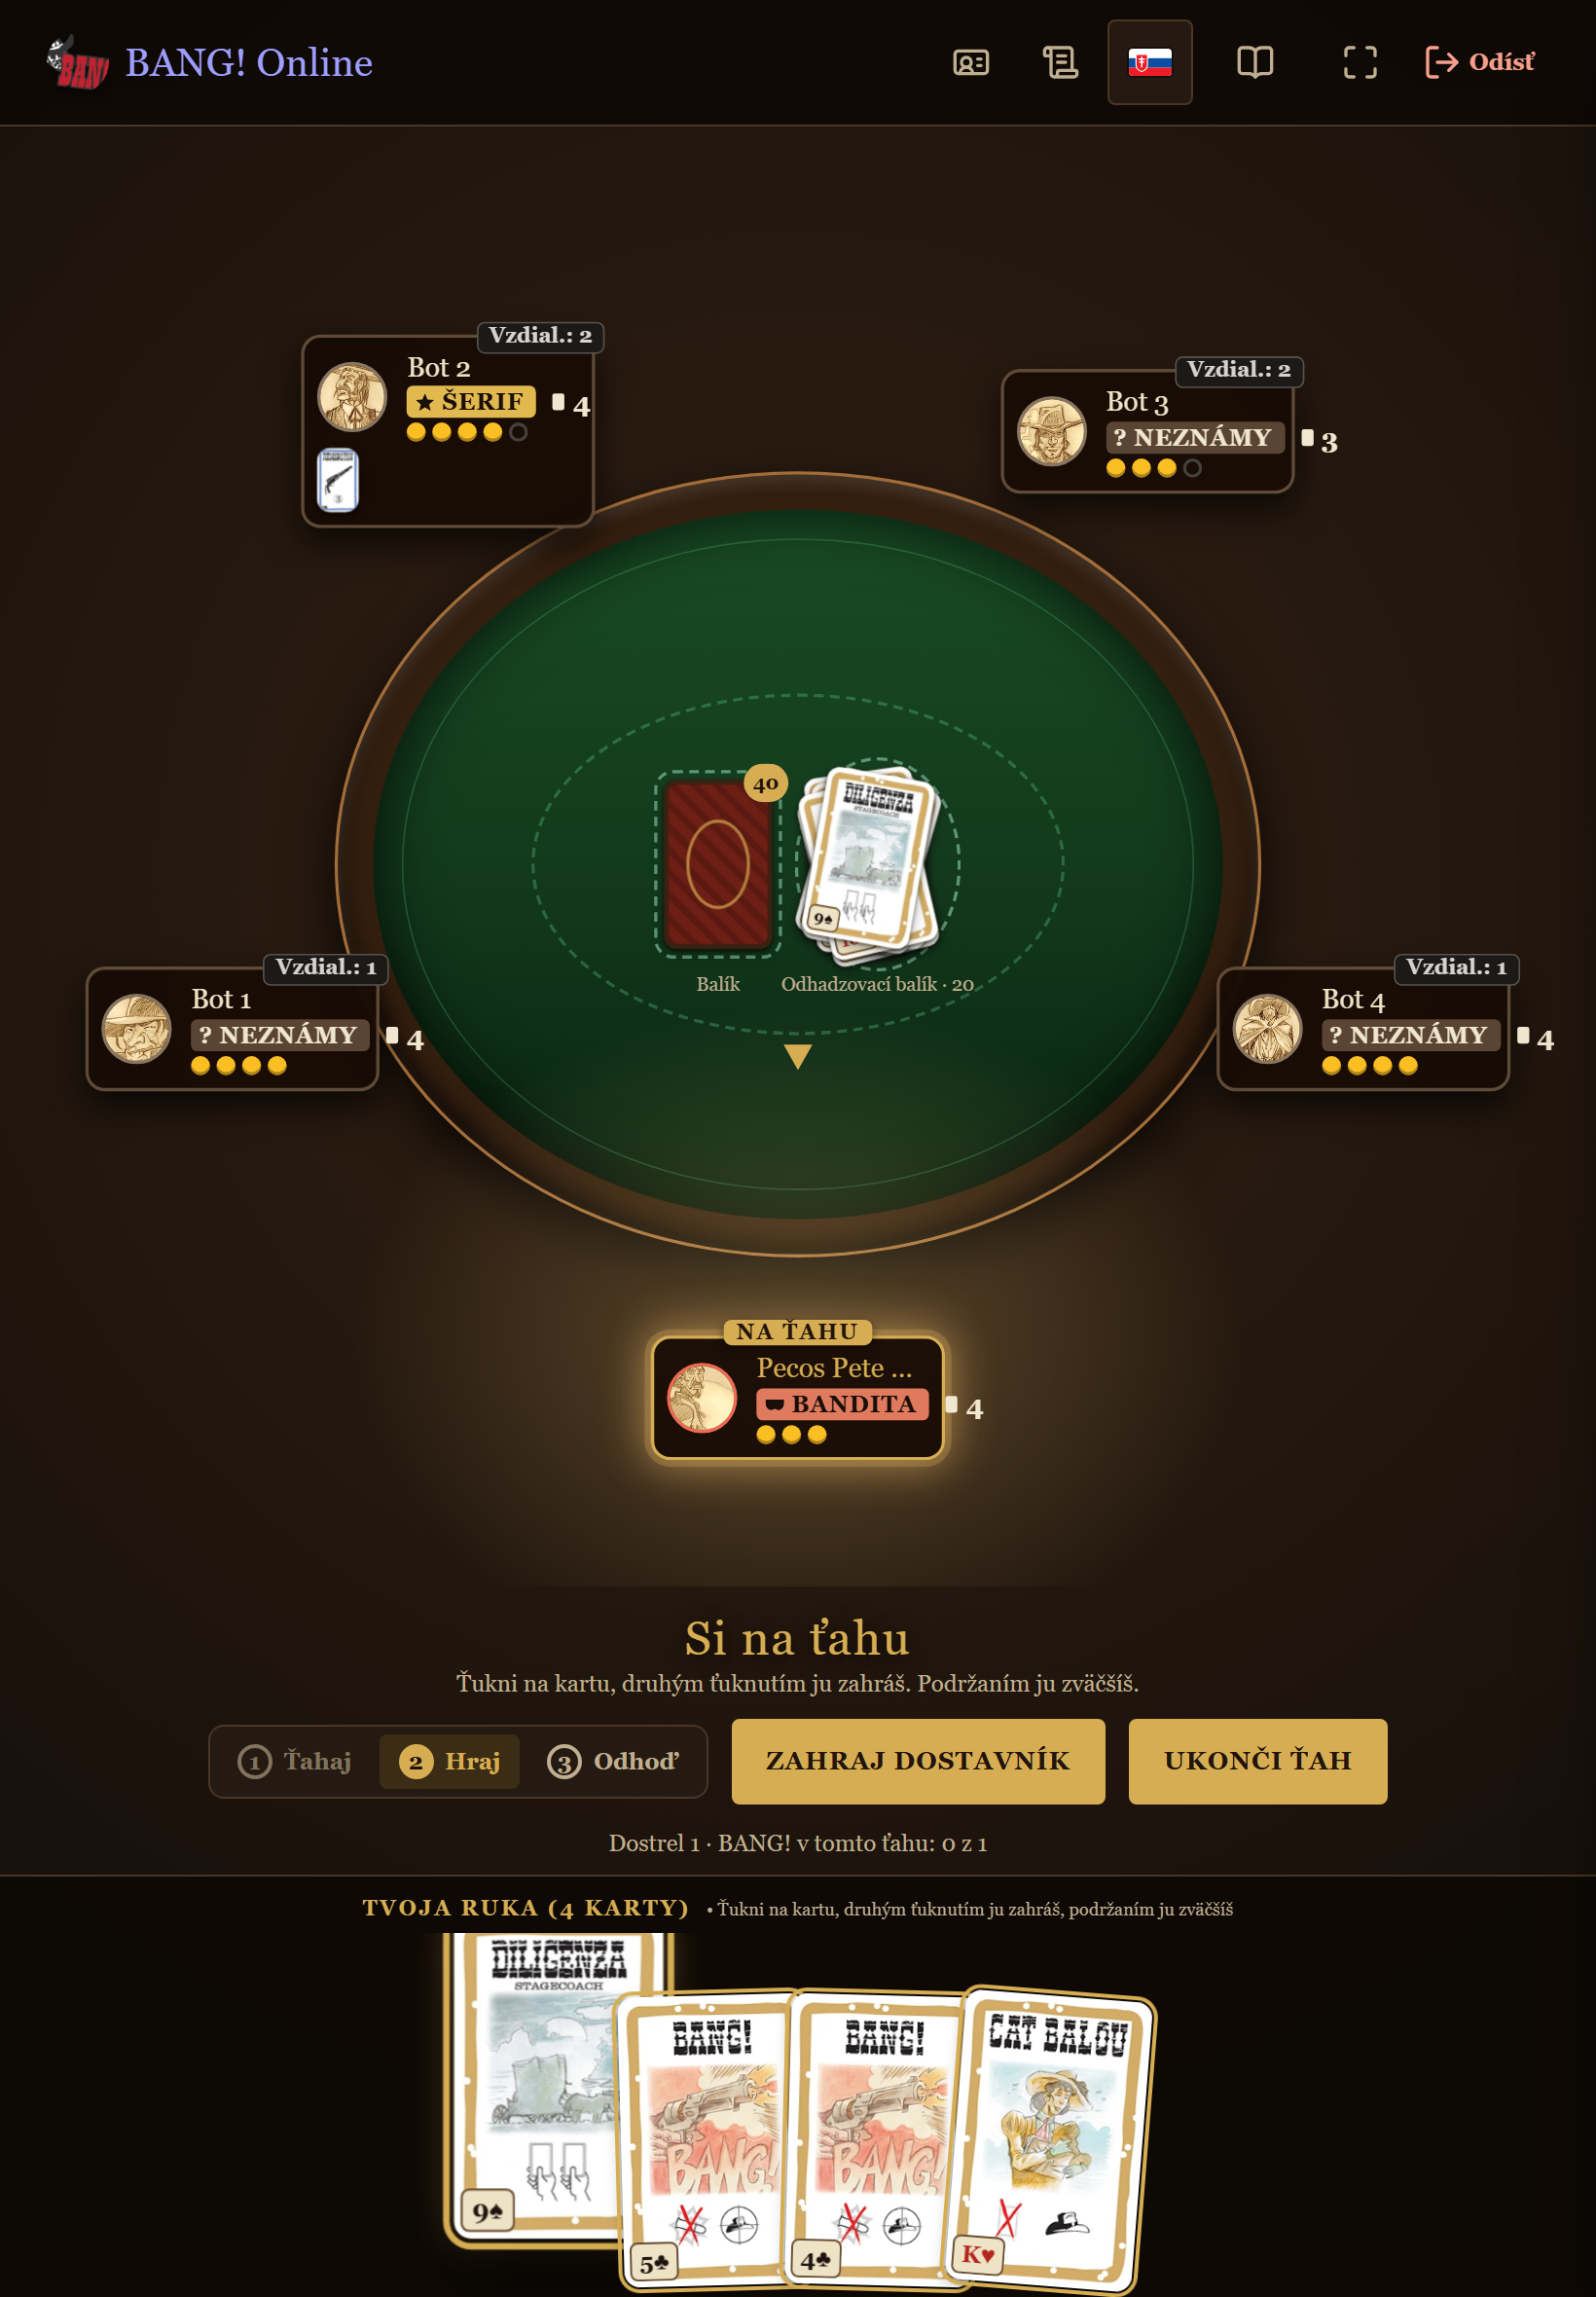 BANG! Online
Odísť
Vzdial.: 2
Bot 2
ŠERIF
4
Vzdial.: 2
Bot 3
? NEZNÁMY
3
40
DILIGENZA
STAGECOACH
9♠
Balík
Odhadzovací balík · 20
Vzdial.: 1
Bot 1
? NEZNÁMY
4
Vzdial.: 1
Bot 4
? NEZNÁMY
4
NA ŤAHU
Pecos Pete ...
BANDITA
4
Si na ťahu
Ťukni na kartu, druhým ťuknutím ju zahráš. Podržaním ju zväčšíš.
1 Ťahaj
2 Hraj
3 Odhoď
ZAHRAJ DOSTAVNÍK
UKONČI ŤAH
Dostrel 1 · BANG! v tomto ťahu: 0 z 1
TVOJA RUKA (4 KARTY) • Ťukni na kartu, druhým ťuknutím ju zahráš, podržaním ju zväčšíš
DILIGENZA
STAGECOACH
9♠
BANG!
BANG!
5♣
BANG!
BANG!
4♣
CAT BALOU
K♥